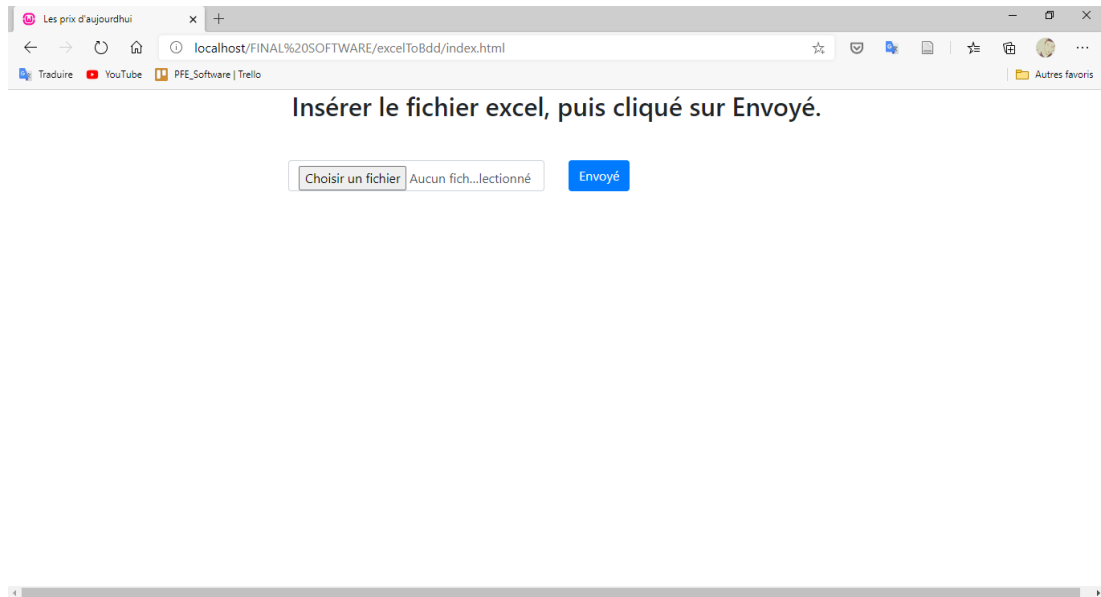 Les prix d'aujourdhui
localhost/FINAL%20SOFTWARE/excelToBdd/index.html
Traduire YouTube PFE_Software | Trello Autres favoris
Insérer le fichier excel, puis cliqué sur Envoyé.
Choisir un fichier Aucun fich...lectionné Envoyé